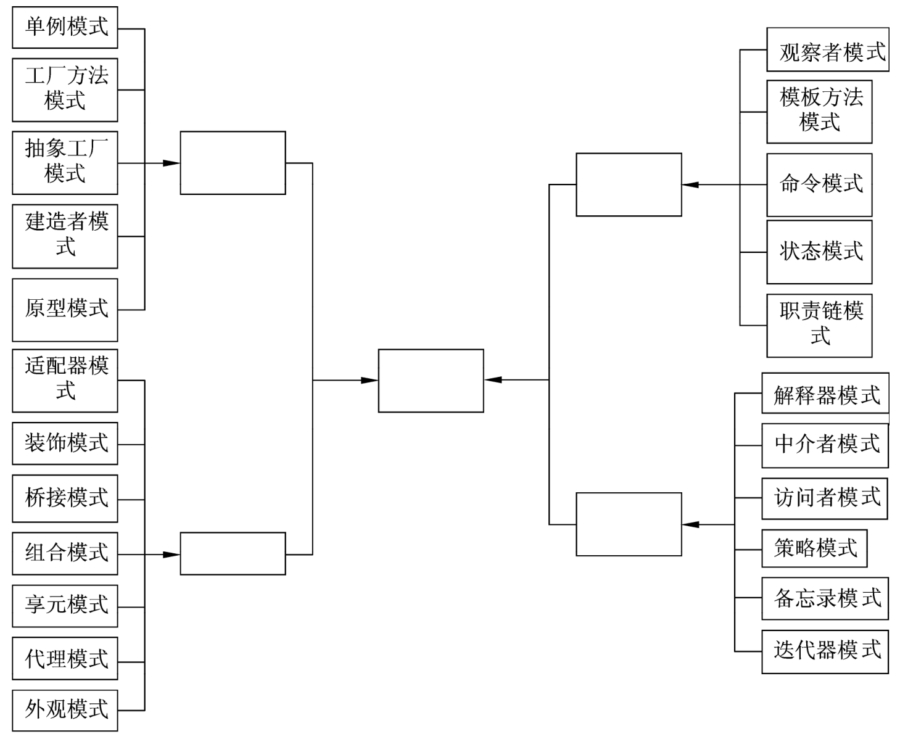 单例模式
工厂方法
模式
抽象工厂
模式
建造者模
式
原型模式
适配器模
式
装饰模式
桥接模式
组合模式
享元模式
代理模式
外观模式
观察者模式
模板方法
模式
命令模式
状态模式
职责链模
式
解释器模式
中介者模式
访问者模式
策略模式
备忘录模式
迭代器模式